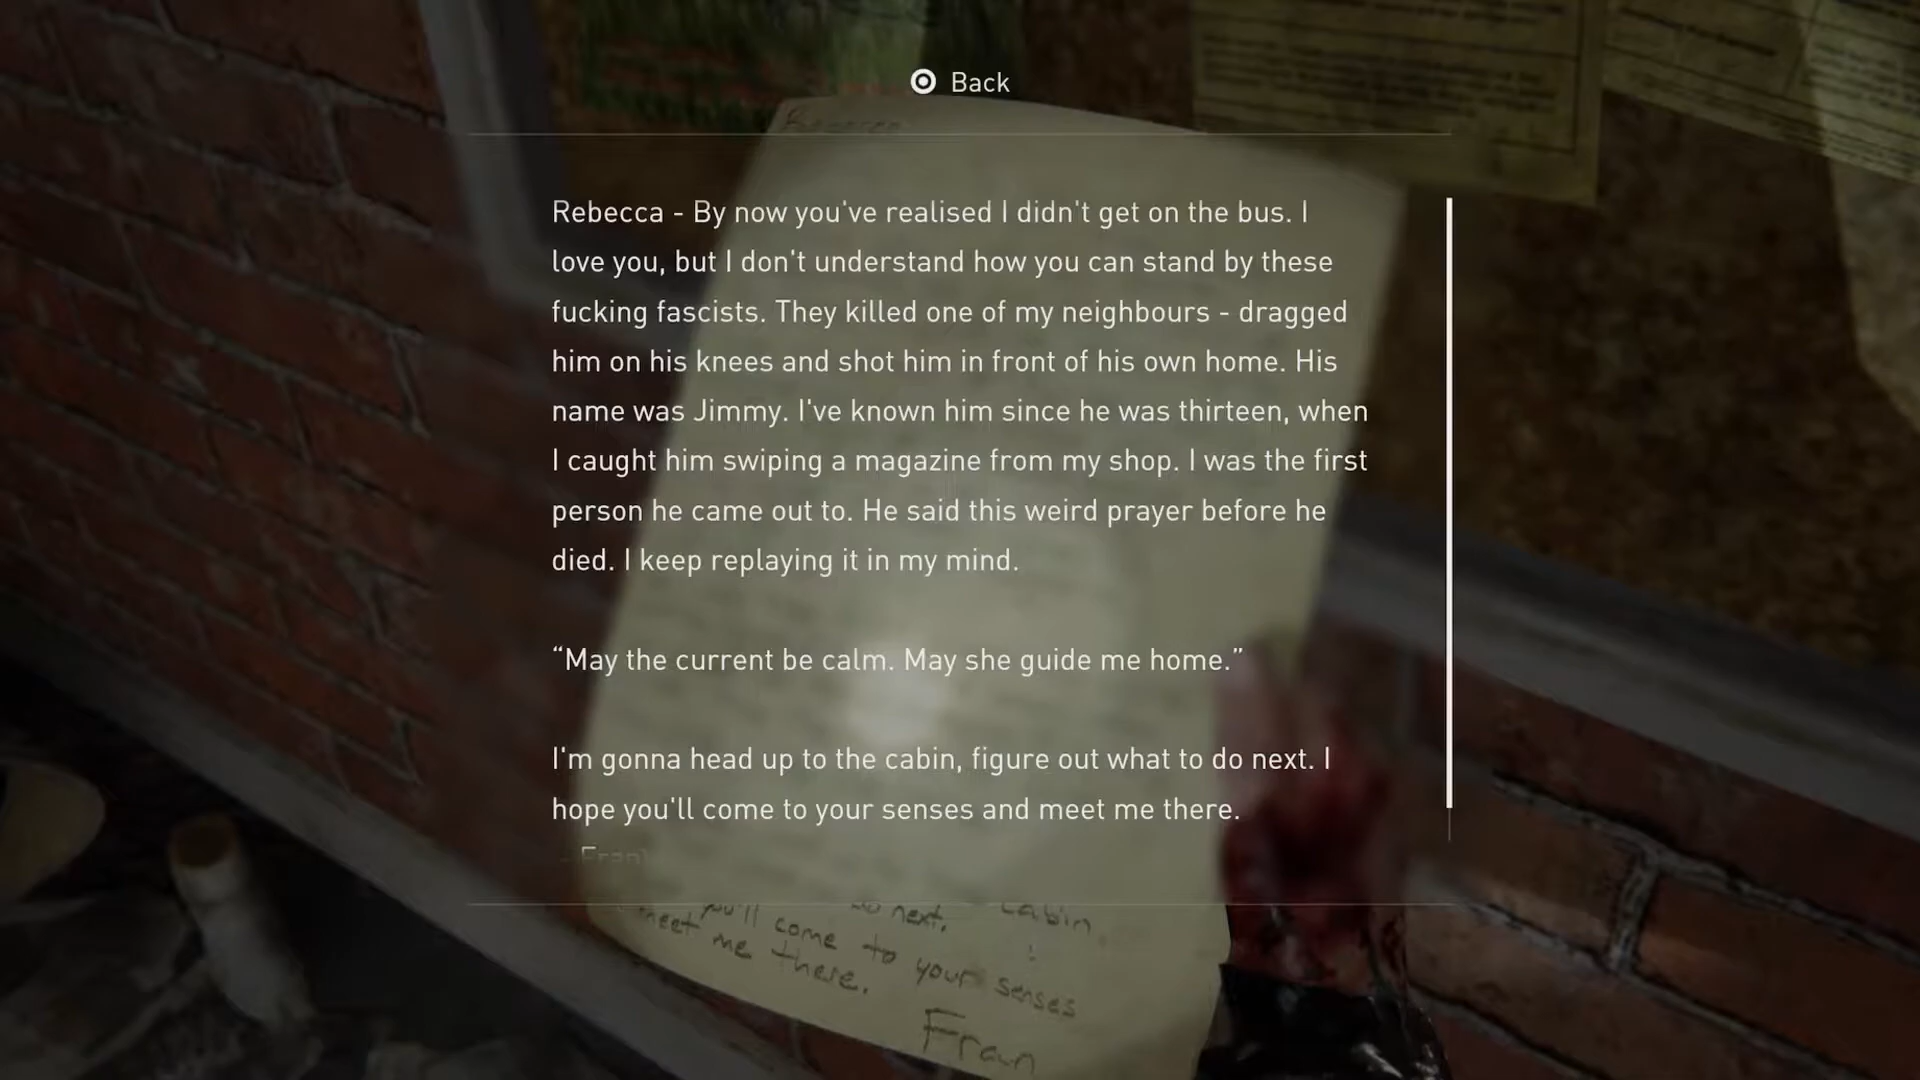 Back
Rebecca - By now you've realised I didn't get on the bus. I
love you, but I don't understand how you can stand by these
fucking fascists. They killed one of my neighbours - dragged
him on his knees and shot him in front of his own home. His
name was Jimmy. I've known him since he was thirteen, when
I caught him swiping a magazine from my shop. I was the first
person he came out to. He said this weird prayer before he
died. I keep replaying it in my mind.
“May the current be calm. May she guide me home.”
I'm gonna head up to the cabin, figure out what to do next. I
hope you'll come to your senses and meet me there.
- Fran
do next. cabin.
you'll come to your senses
meet me there.
Fran